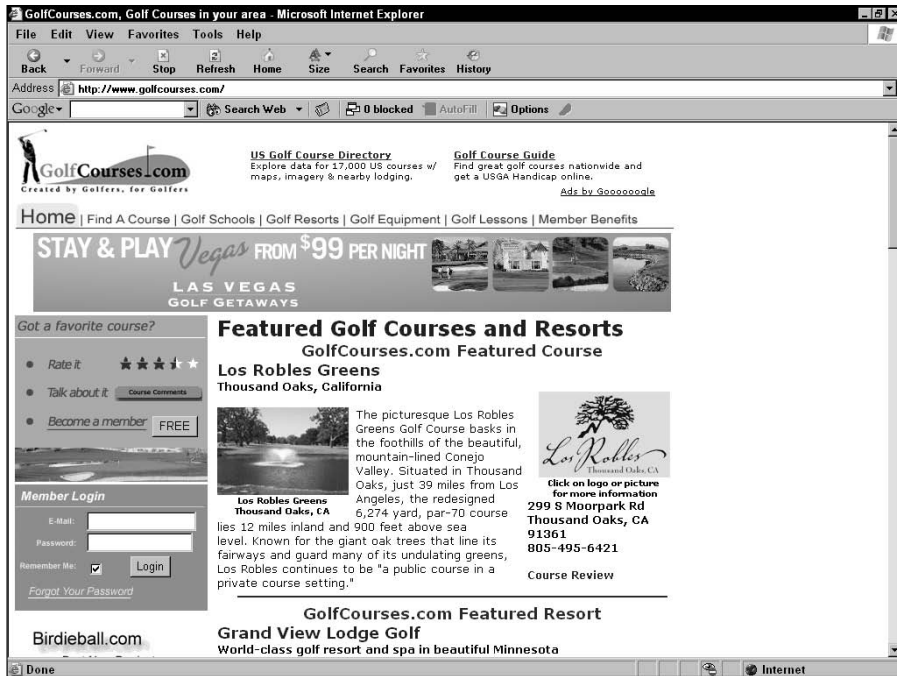 GolfCourses.com, Golf Courses in your area - Microsoft Internet Explorer
File Edit View Favorites Tools Help
Back Forward Stop Refresh Home Size Search Favorites History
Address http://www.golfcourses.com/
Google Search Web 0 blocked AutoFill Options
GolfCourses.com
Created by Golfers, for Golfers
US Golf Course Directory
Explore data for 17,000 US courses w/
maps, imagery & nearby lodging.
Golf Course Guide
Find great golf courses nationwide and
get a USGA Handicap online.
Ads by Goooooogle
Home | Find A Course | Golf Schools | Golf Resorts | Golf Equipment | Golf Lessons | Member Benefits
STAY & PLAY Vegas FROM $99 PER NIGHT
LAS VEGAS
GOLF GETAWAYS
Got a favorite course?
Rate it
Talk about it Course Comments
Become a member FREE
Member Login
E-Mail:
Password:
Remember Me: Login
Forgot Your Password
Birdieball.com
Featured Golf Courses and Resorts
GolfCourses.com Featured Course
Los Robles Greens
Thousand Oaks, California
Los Robles Greens
Thousand Oaks, CA
The picturesque Los Robles
Greens Golf Course basks in
the foothills of the beautiful,
mountain-lined Conejo
Valley. Situated in Thousand
Oaks, just 39 miles from Los
Angeles, the redesigned
6,274 yard, par-70 course
lies 12 miles inland and 900 feet above sea
level. Known for the giant oak trees that line its
fairways and guard many of its undulating greens,
Los Robles continues to be "a public course in a
private course setting."
Los Robles
Thousand Oaks, CA
Click on logo or picture
for more information
299 S Moorpark Rd
Thousand Oaks, CA
91361
805-495-6421
Course Review
GolfCourses.com Featured Resort
Grand View Lodge Golf
World-class golf resort and spa in beautiful Minnesota
Done Internet